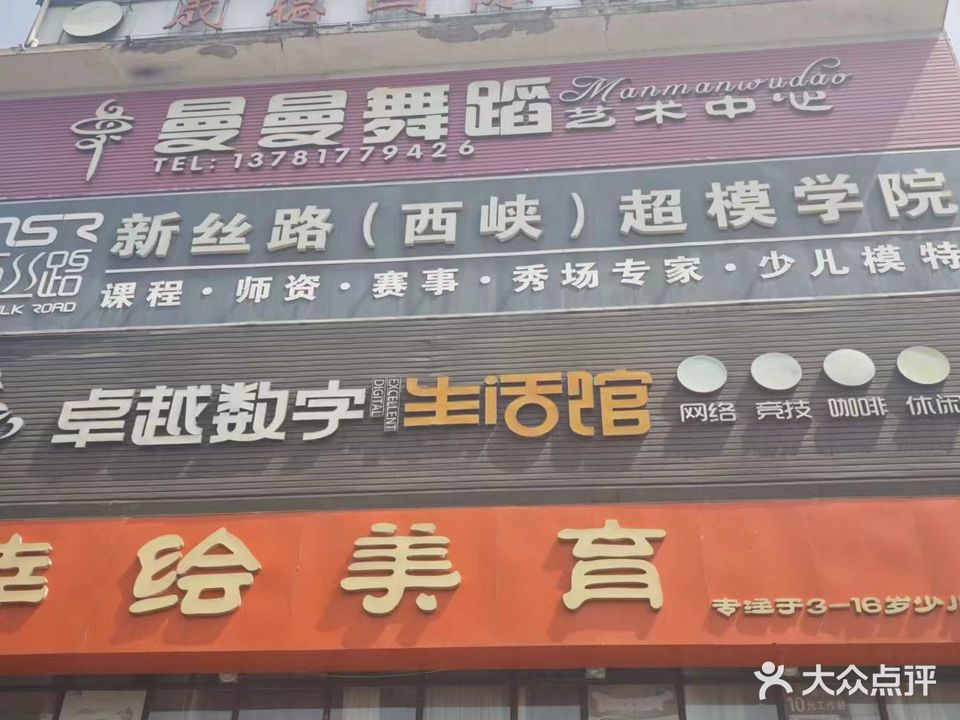 曼曼舞蹈
Manmanwudao
艺术中心
TEL: 13781779426
新丝路（西峡）超模学院
课程·师资·赛事·秀场专家·少儿模特
卓越数字
EXCELLENT
DIGITAL
生活馆
网络 竞技 咖啡 休闲
绘美育
专注于3-16岁少儿
大众点评